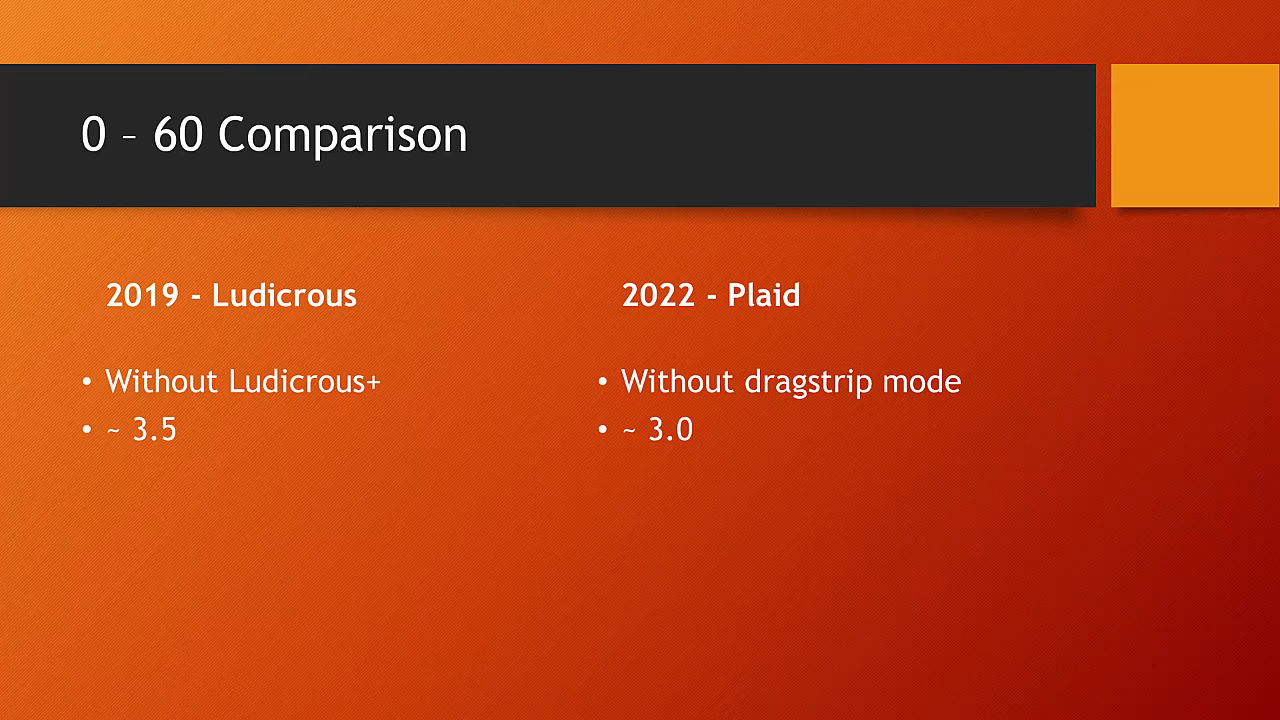 0 – 60 Comparison
2019 - Ludicrous
• Without Ludicrous+
• ~ 3.5
2022 - Plaid
• Without dragstrip mode
• ~ 3.0